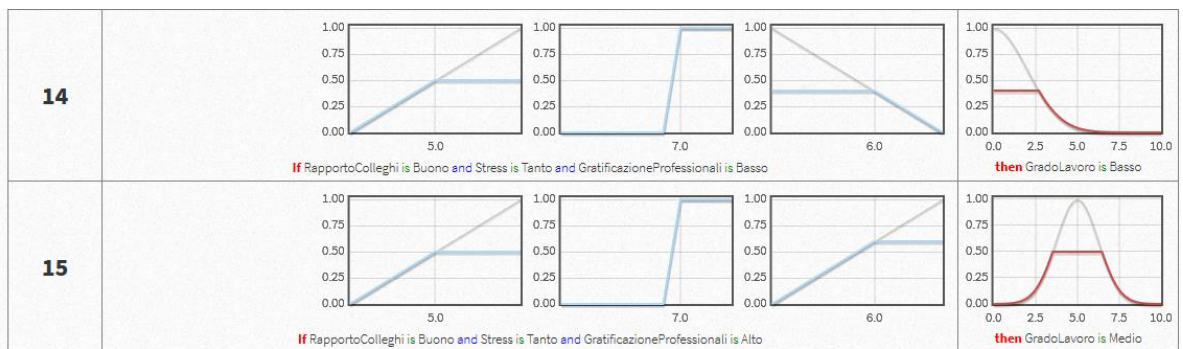 14
1.00 0.75 0.50 0.25 0.00 5.0
1.00 0.75 0.50 0.25 0.00 7.0
1.00 0.75 0.50 0.25 0.00 6.0
1.00 0.75 0.50 0.25 0.00 0.0 2.5 5.0 7.5 10.0
If RapportoColleghi is Buono and Stress is Tanto and GratificazioneProfessionali is Basso
then GradoLavoro is Basso
15
1.00 0.75 0.50 0.25 0.00 5.0
1.00 0.75 0.50 0.25 0.00 7.0
1.00 0.75 0.50 0.25 0.00 6.0
1.00 0.75 0.50 0.25 0.00 0.0 2.5 5.0 7.5 10.0
If RapportoColleghi is Buono and Stress is Tanto and GratificazioneProfessionali is Alto
then GradoLavoro is Medio